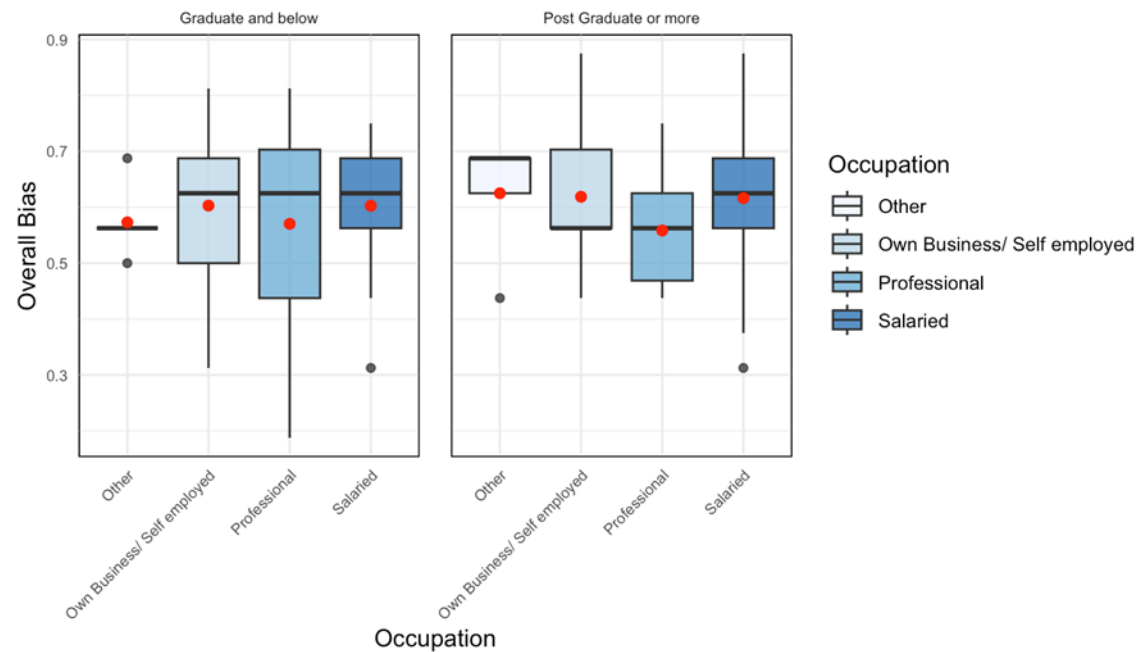 Graduate and below
Post Graduate or more
0.9
0.7
0.5
0.3
Overall Bias
Other
Own Business/ Self employed
Professional
Salaried
Other
Own Business/ Self employed
Professional
Salaried
Occupation
Occupation
Other
Own Business/ Self employed
Professional
Salaried